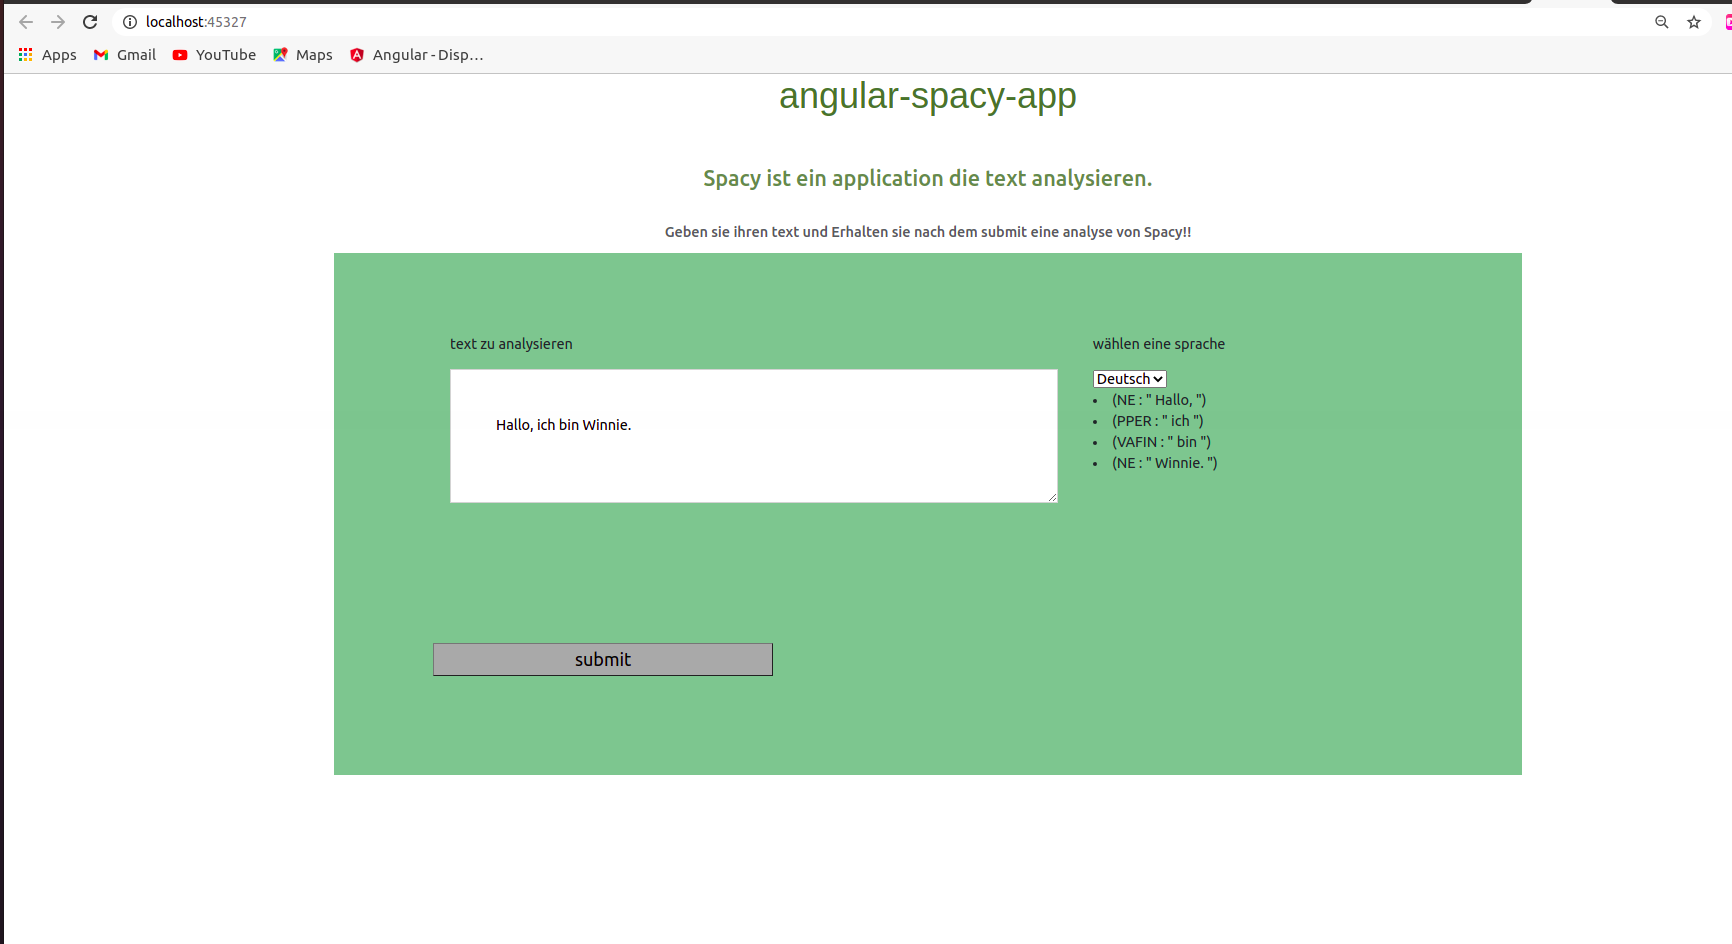 localhost:45327
Apps Gmail YouTube Maps Angular - Disp...
angular-spacy-app
Spacy ist ein application die text analysieren.
Geben sie ihren text und Erhalten sie nach dem submit eine analyse von Spacy!!
text zu analysieren
Hallo, ich bin Winnie.
wählen eine sprache
Deutsch
• (NE : " Hallo, ")
• (PPER : " ich ")
• (VAFIN : " bin ")
• (NE : " Winnie. ")
submit